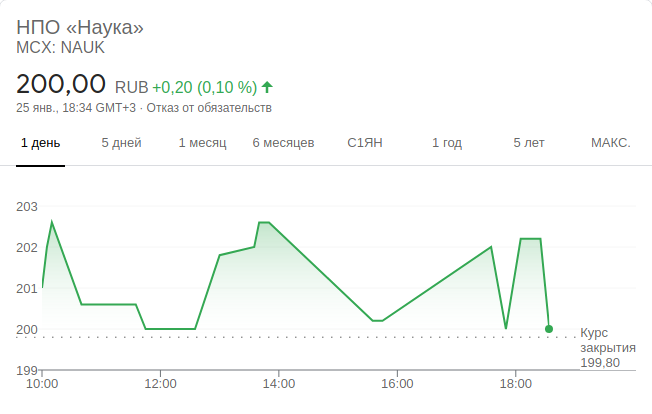 НПО «Наука»
MCX: NAUK
200,00 RUB +0,20 (0,10 %)
25 янв., 18:34 GMT+3 · Отказ от обязательств
1 день 5 дней 1 месяц 6 месяцев С1ЯН 1 год 5 лет МАКС.
203
202
201
200
Курс
закрытия
199,80
199
10:00 12:00 14:00 16:00 18:00